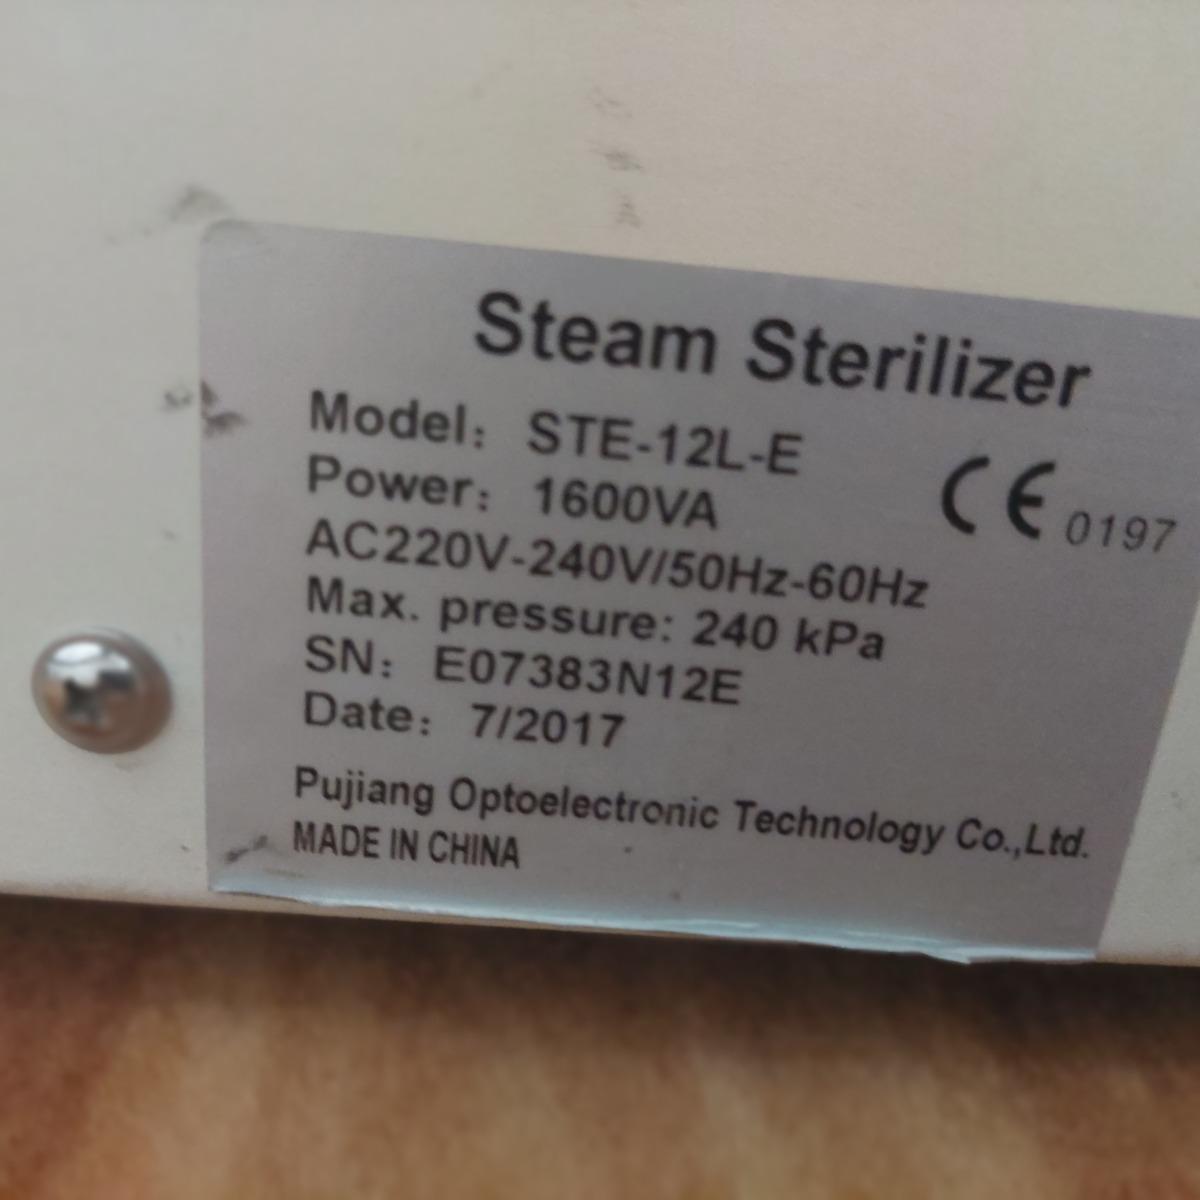 Steam Sterilizer
Model: STE-12L-E
Power: 1600VA
CE 0197
AC220V-240V/50Hz-60Hz
Max. pressure: 240 kPa
SN: E07383N12E
Date: 7/2017
Pujiang Optoelectronic Technology Co.,Ltd.
MADE IN CHINA